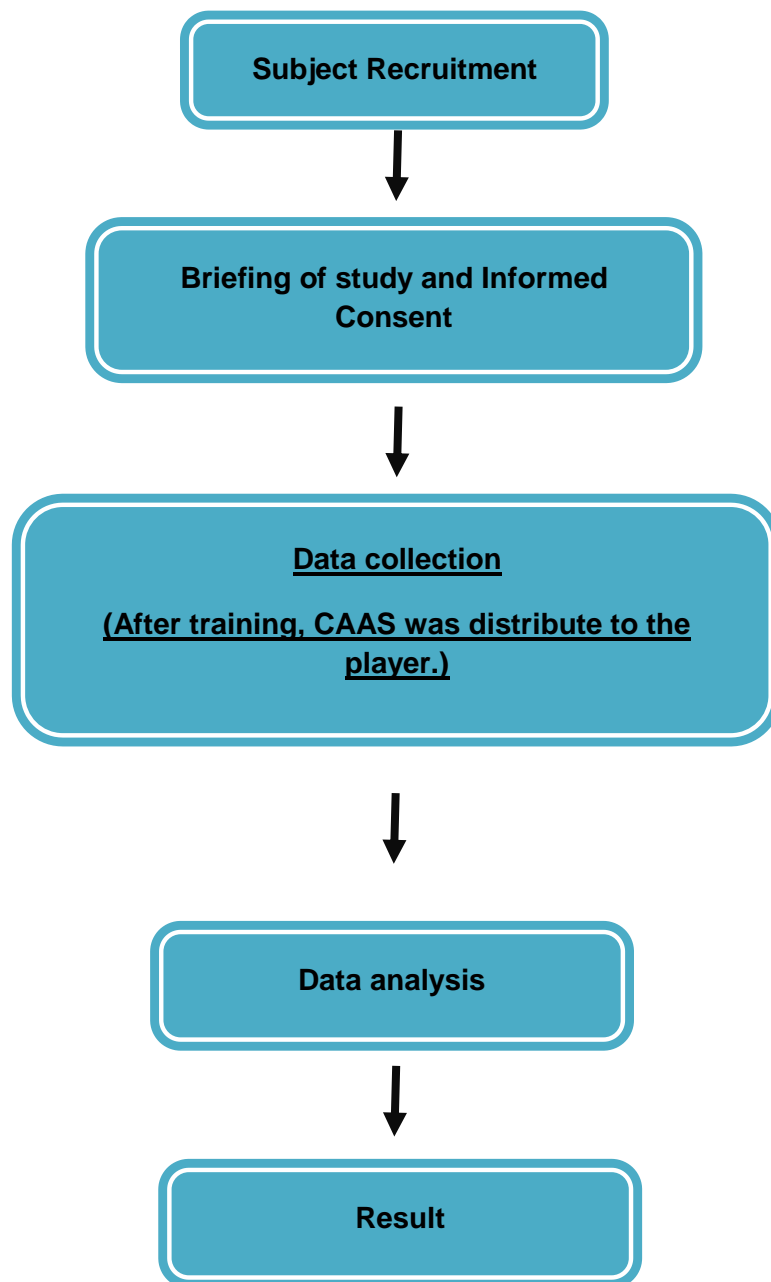 Subject Recruitment
Briefing of study and Informed
Consent
Data collection
(After training, CAAS was distribute to the
player.)
Data analysis
Result